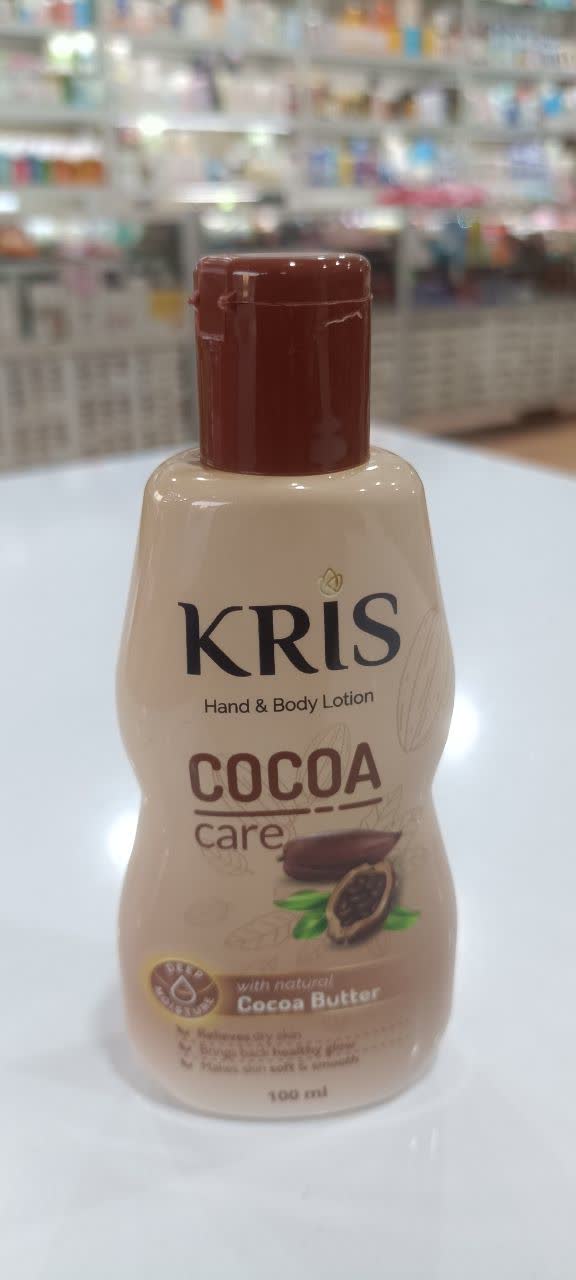 KRIS
Hand & Body Lotion
COCOA
care
DEEP
MOISTURE
with natural
Cocoa Butter
Relieves dry skin
Brings back healthy glow
Makes skin soft & smooth
100 ml